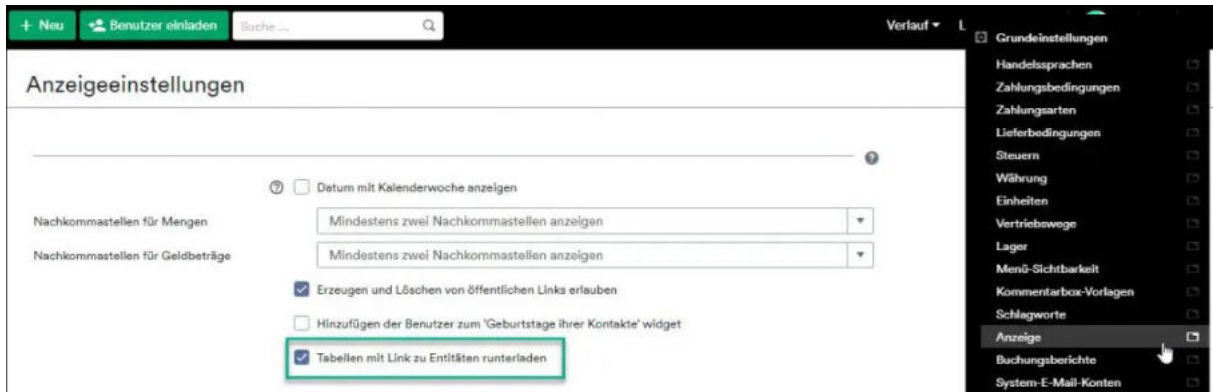 + Neu Benutzer einladen Suche ... Verlauf
Grundeinstellungen
Anzeigeeinstellungen
Datum mit Kalenderwoche anzeigen
Nachkommastellen für Mengen Mindestens zwei Nachkommastellen anzeigen
Nachkommastellen für Geldbeträge Mindestens zwei Nachkommastellen anzeigen
Erzeugen und Löschen von öffentlichen Links erlauben
Hinzufügen der Benutzer zum 'Geburtstage ihrer Kontakte' widget
Tabellen mit Link zu Entitäten runterladen
Handelssprachen
Zahlungsbedingungen
Zahlungsarten
Lieferbedingungen
Steuern
Währung
Einheiten
Vertriebswege
Lager
Menü-Sichtbarkeit
Kommentarbox-Vorlagen
Schlagworte
Anzeige
Buchungsberichte
System-E-Mail-Konten